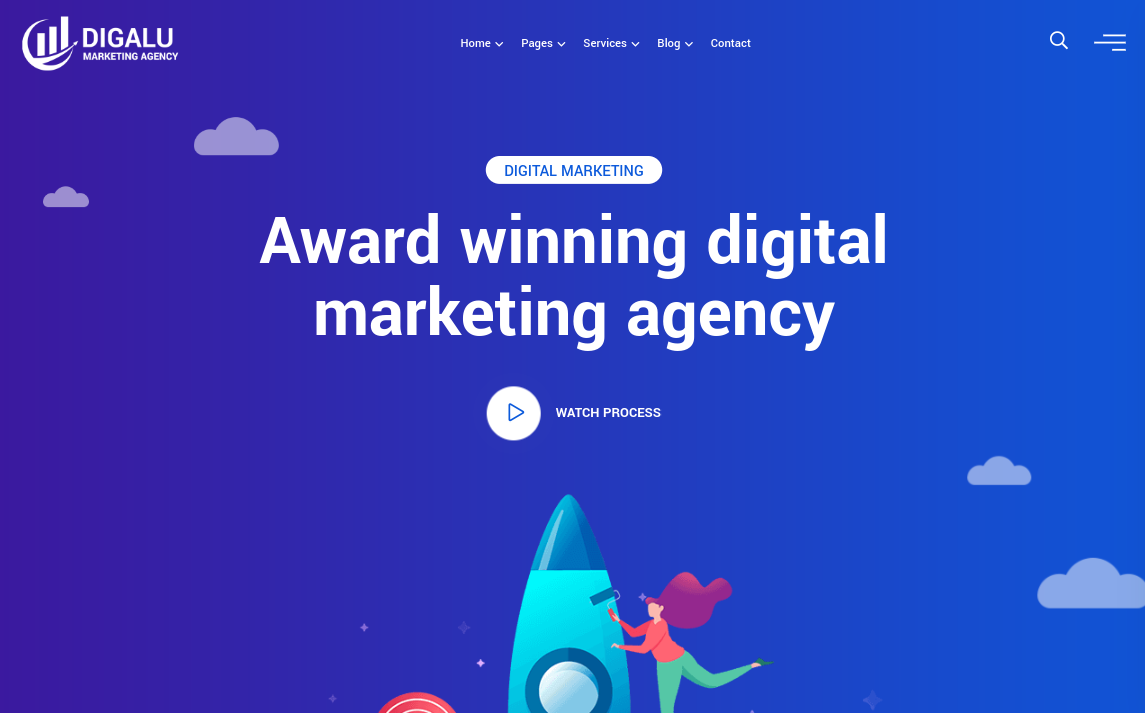 DIGALU
MARKETING AGENCY
Home Pages Services Blog Contact
DIGITAL MARKETING
Award winning digital
marketing agency
WATCH PROCESS